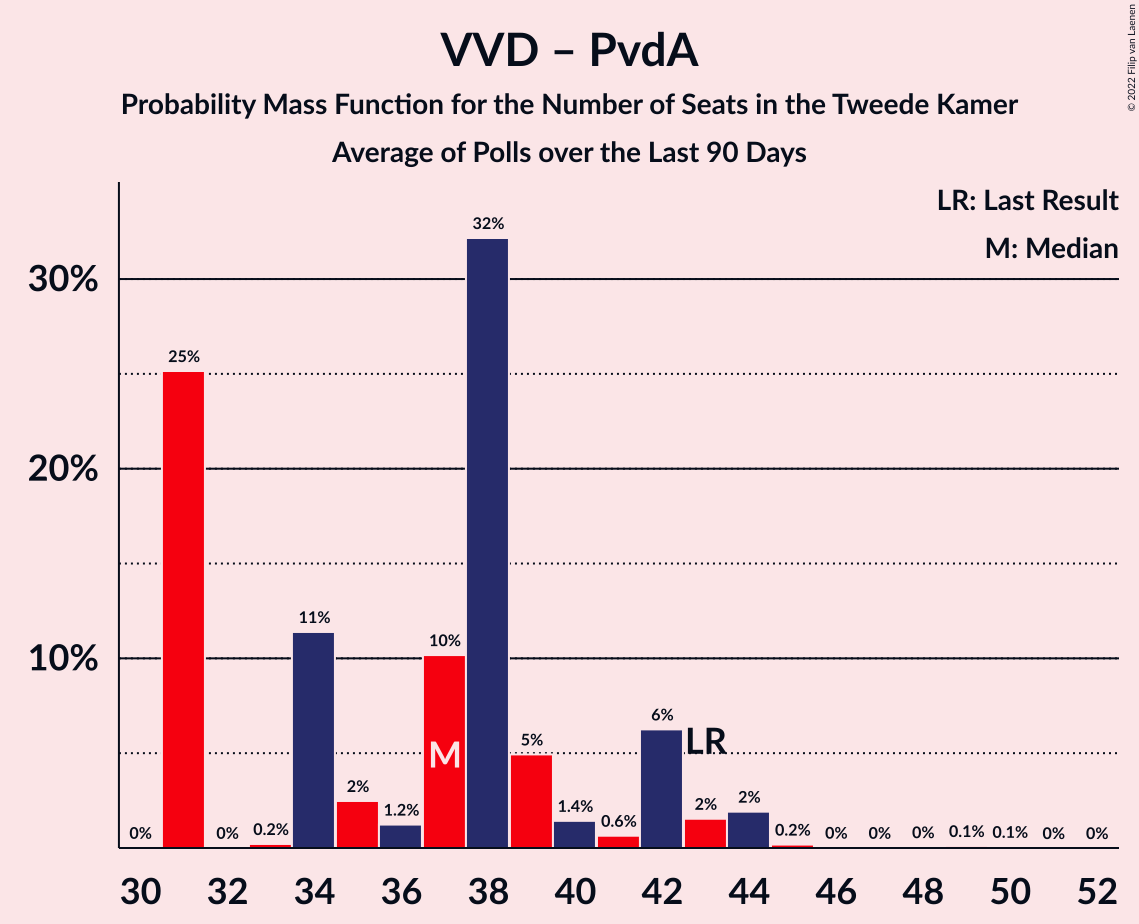 VVD – PvdA
Probability Mass Function for the Number of Seats in the Tweede Kamer
Average of Polls over the Last 90 Days
© 2022 Filip van Laenen
LR: Last Result
M: Median
30%
20%
10%
0%
25%
0%
0.2%
11%
2%
1.2%
10%
32%
5%
1.4%
0.6%
6%
2%
2%
0.2%
0%
0%
0%
0.1%
0.1%
0%
0%
M
LR
30 32 34 36 38 40 42 44 46 48 50 52